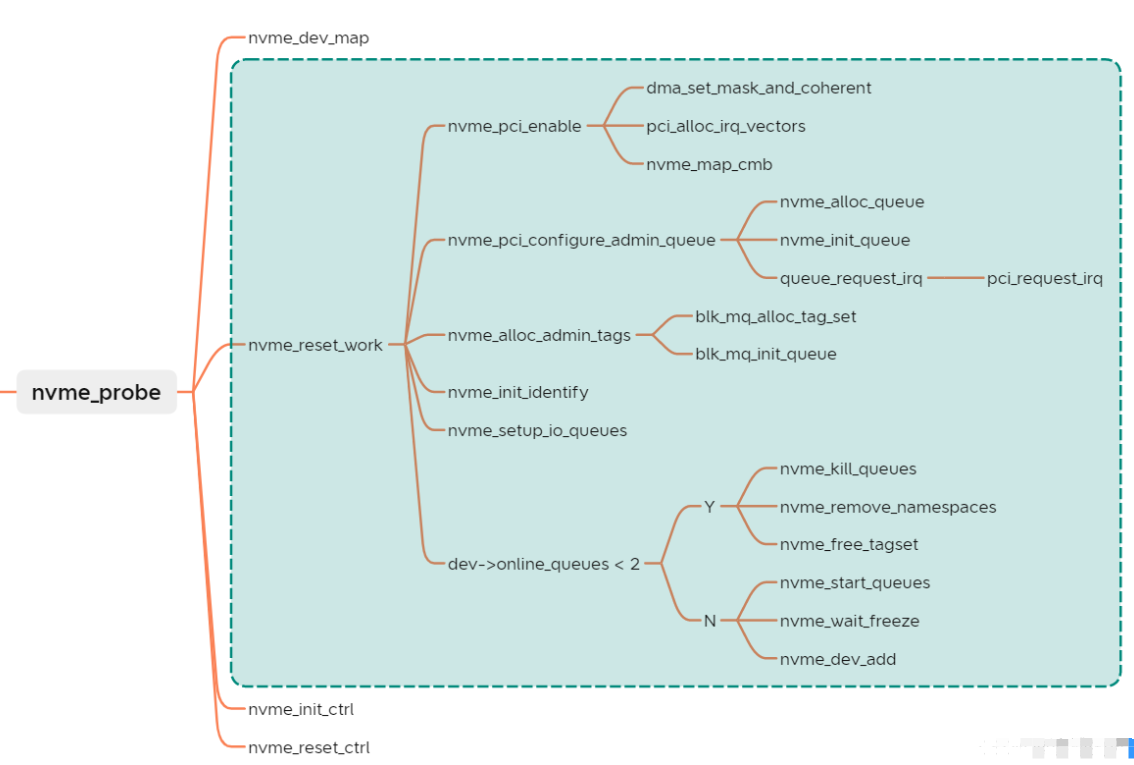 nvme_dev_map
dma_set_mask_and_coherent
nvme_pci_enable
pci_alloc_irq_vectors
nvme_map_cmb
nvme_alloc_queue
nvme_pci_configure_admin_queue
nvme_init_queue
queue_request_irq
pci_request_irq
blk_mq_alloc_tag_set
nvme_alloc_admin_tags
nvme_reset_work
blk_mq_init_queue
nvme_probe
nvme_init_identify
nvme_setup_io_queues
nvme_kill_queues
Y
nvme_remove_namespaces
nvme_free_tagset
dev->online_queues < 2
nvme_start_queues
N
nvme_wait_freeze
nvme_dev_add
nvme_init_ctrl
nvme_reset_ctrl